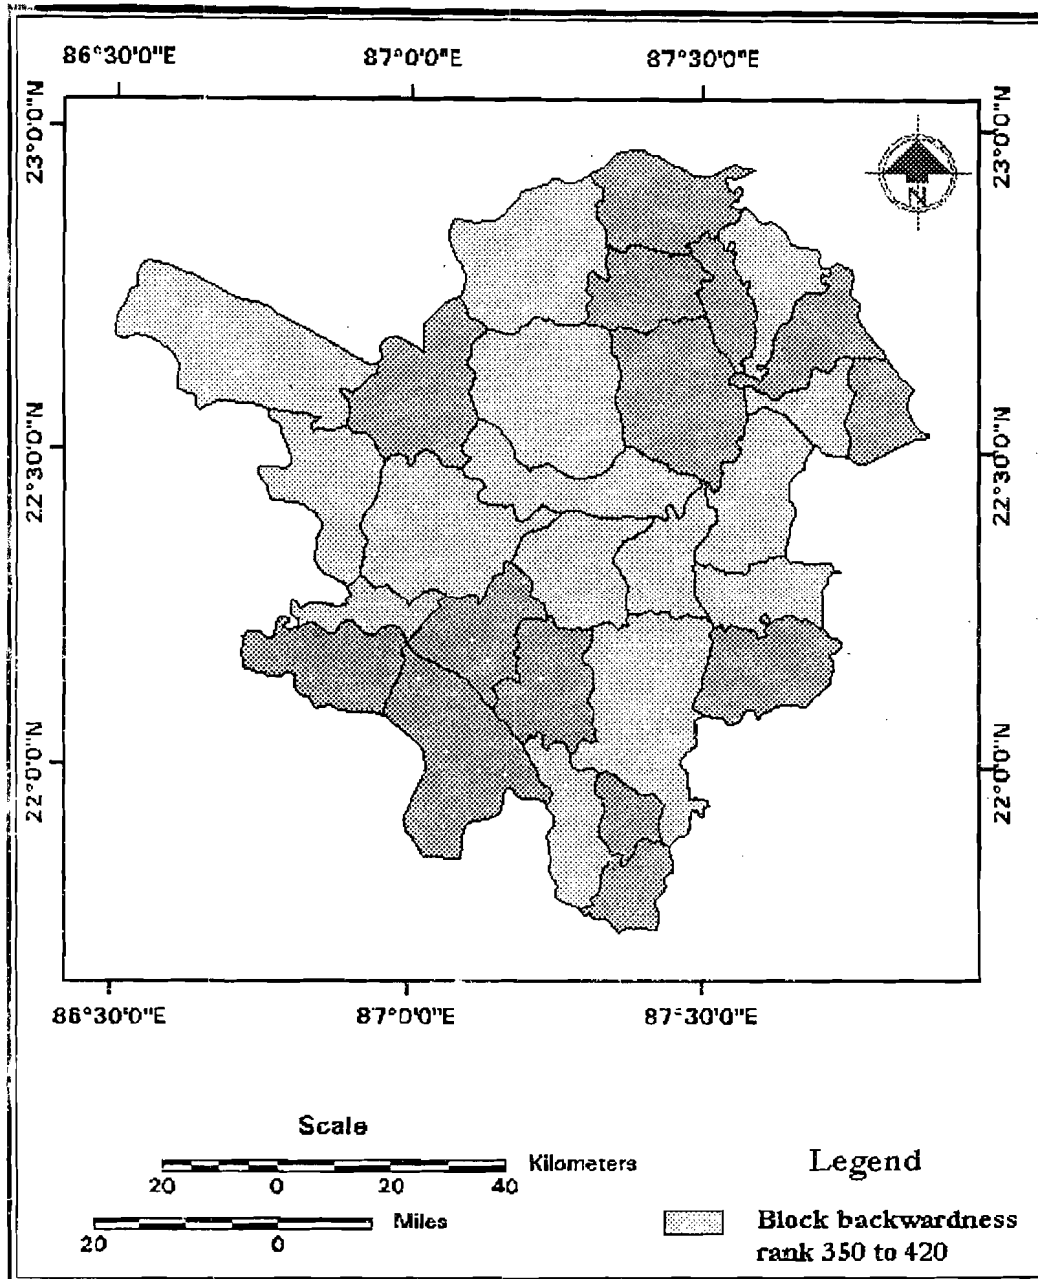 86°30'0"E 87°0'0"E 87°30'0"E
23°0'0"N 23°0'0"N
N
22°30'0"N 22°30'0"N
22°0'0"N 22°0'0"N
86°30'0"E 87°0'0"E 87°30'0"E
Scale
Kilometers
20 0 20 40
Miles
20 0
Legend
Block backwardness
rank 350 to 420